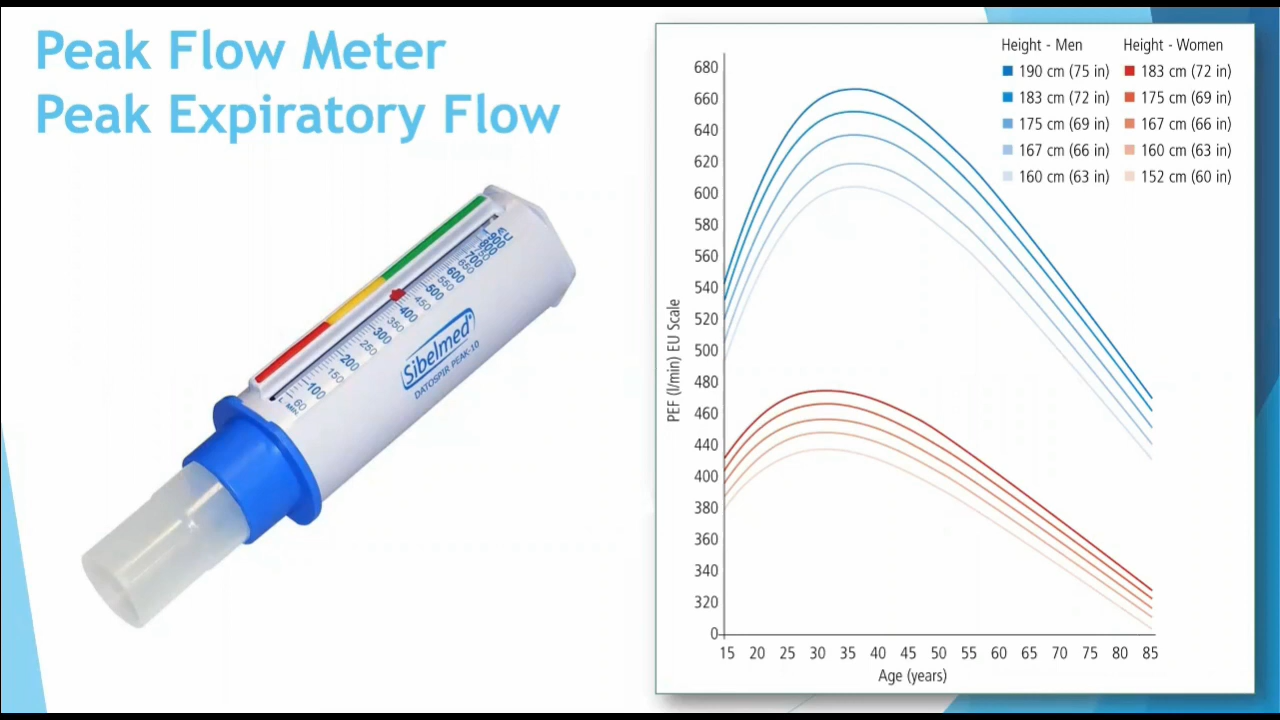 Peak Flow Meter
Peak Expiratory Flow
Sibelmed
DATOSPIR PEAK-10
L/MIN
60
100
150
200
250
300
350
400
450
500
550
600
650
700
800
Height - Men
190 cm (75 in)
183 cm (72 in)
175 cm (69 in)
167 cm (66 in)
160 cm (63 in)
Height - Women
183 cm (72 in)
175 cm (69 in)
167 cm (66 in)
160 cm (63 in)
152 cm (60 in)
PEF (l/min) EU Scale
680
660
640
620
600
580
560
540
520
500
480
460
440
420
400
380
360
340
320
0
15 20 25 30 35 40 45 50 55 60 65 70 75 80 85
Age (years)